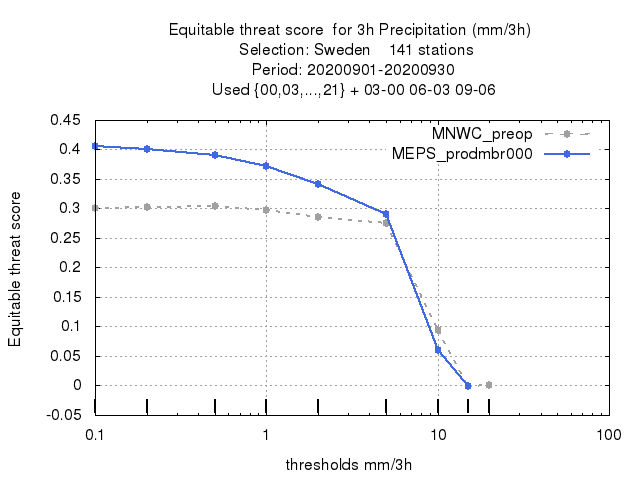 Equitable threat score  for 3h Precipitation (mm/3h)
Selection: Sweden    141 stations
Period: 20200901-20200930
Used {00,03,...,21} + 03-00 06-03 09-06
MNWC_preop
MEPS_prodmbr000
Equitable threat score
0.45
0.4
0.35
0.3
0.25
0.2
0.15
0.1
0.05
0
-0.05
0.1 1 10 100
thresholds mm/3h